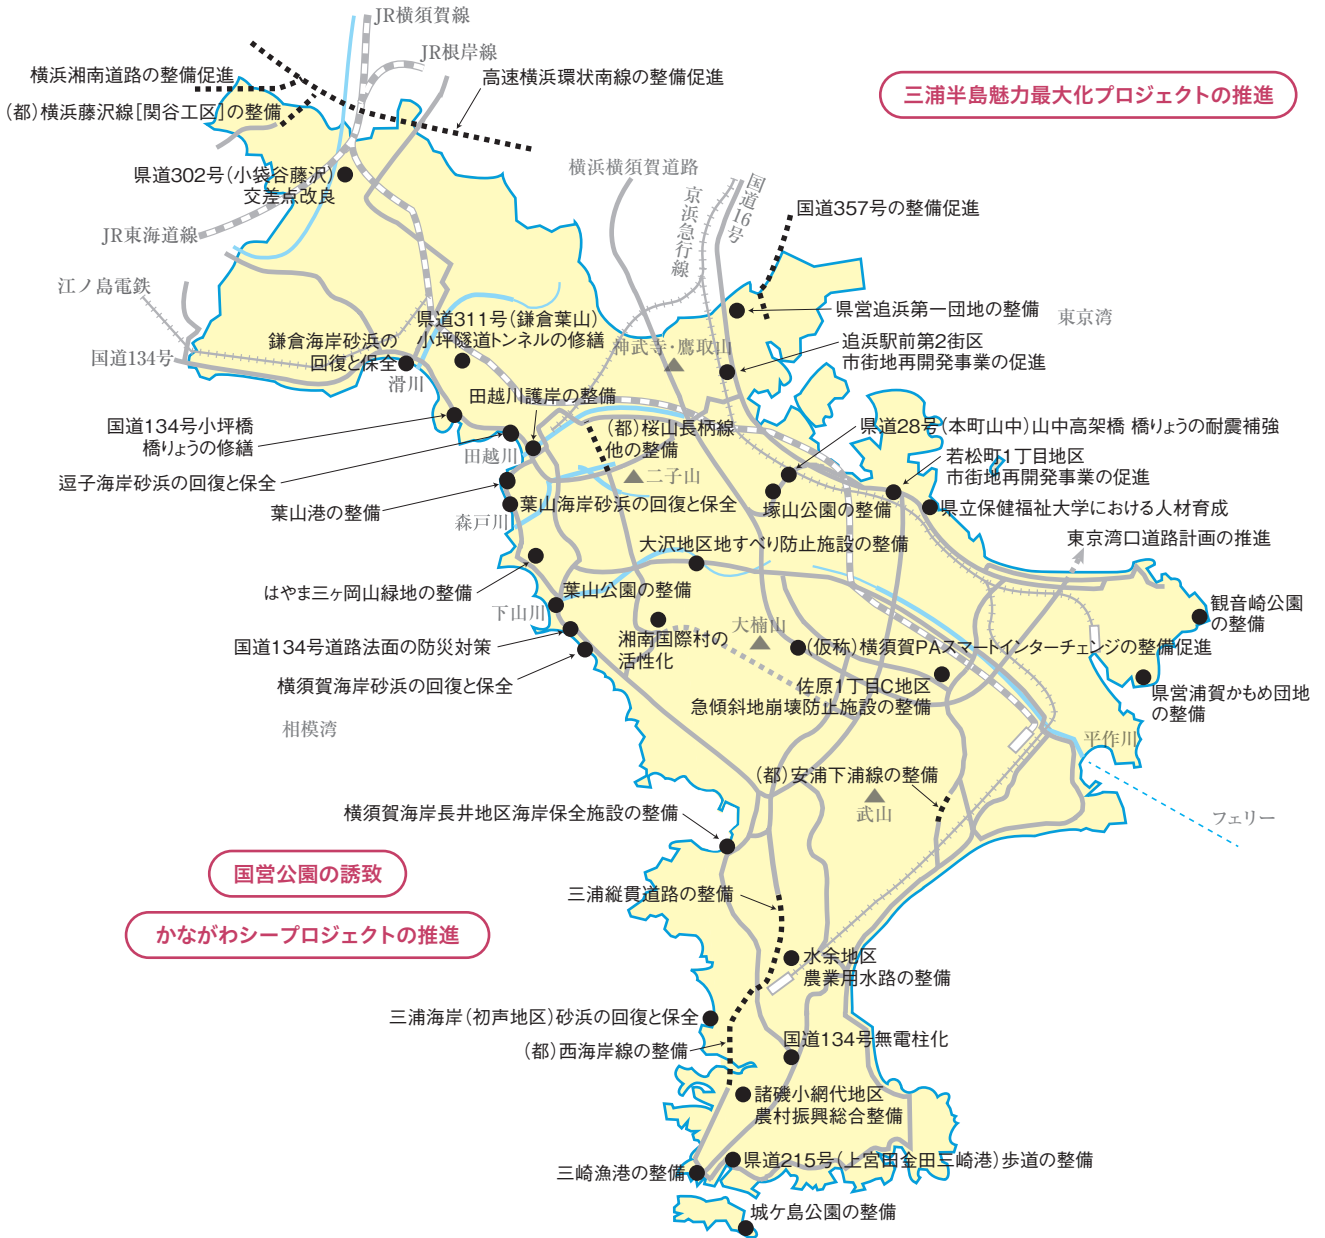 JR横須賀線
JR根岸線
横浜湘南道路の整備促進
高速横浜環状南線の整備促進
三浦半島魅力最大化プロジェクトの推進
(都)横浜藤沢線[関谷工区]の整備
県道302号(小袋谷藤沢)
交差点改良
横浜横須賀道路
国道16号
京浜急行線
国道357号の整備促進
JR東海道線
江ノ島電鉄
県営追浜第一団地の整備
東京湾
県道311号(鎌倉葉山)
小坪隧道トンネルの修繕
鎌倉海岸砂浜の
回復と保全
神武寺・鷹取山
追浜駅前第2街区
市街地再開発事業の促進
国道134号
滑川
田越川護岸の整備
国道134号小坪橋
橋りょうの修繕
(都)桜山長柄線
他の整備
県道28号(本町山中)山中高架橋 橋りょうの耐震補強
田越川
二子山
若松町1丁目地区
市街地再開発事業の促進
逗子海岸砂浜の回復と保全
葉山港の整備
葉山海岸砂浜の回復と保全
塚山公園の整備
県立保健福祉大学における人材育成
森戸川
大沢地区地すべり防止施設の整備
東京湾口道路計画の推進
はやま三ヶ岡山緑地の整備
葉山公園の整備
下山川
観音崎公園
の整備
国道134号道路法面の防災対策
湘南国際村の
活性化
大楠山
(仮称)横須賀PAスマートインターチェンジの整備促進
横須賀海岸砂浜の回復と保全
佐原1丁目C地区
急傾斜地崩壊防止施設の整備
県営浦賀かもめ団地
の整備
相模湾
平作川
(都)安浦下浦線の整備
武山
横須賀海岸長井地区海岸保全施設の整備
フェリー
国営公園の誘致
三浦縦貫道路の整備
かながわシープロジェクトの推進
水余地区
農業用水路の整備
三浦海岸(初声地区)砂浜の回復と保全
(都)西海岸線の整備
国道134号無電柱化
諸磯小網代地区
農村振興総合整備
三崎漁港の整備
県道215号(上宮田金田三崎港)歩道の整備
城ケ島公園の整備